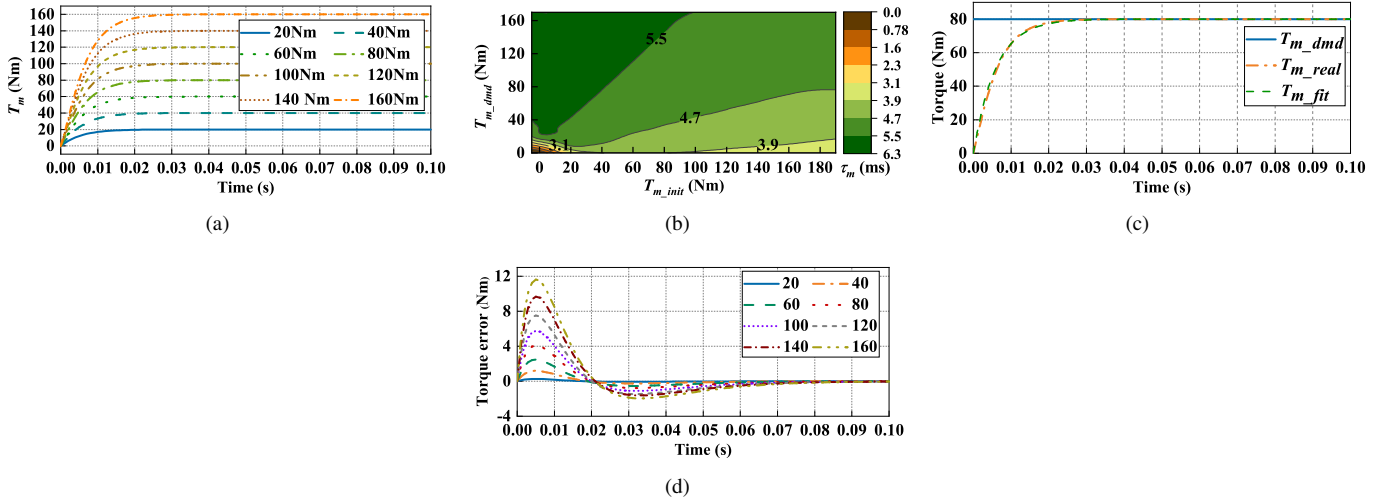 160
140
120
100
80
60
40
20
0
T_m (Nm)
20Nm 40Nm
60Nm 80Nm
100Nm 120Nm
140 Nm 160Nm
0.00 0.01 0.02 0.03 0.04 0.05 0.06 0.07 0.08 0.09 0.10
Time (s)
(a)
160
120
80
40
0
T_m_dmd (Nm)
5.5
4.7
3.1
3.9
0 20 40 60 80 100 120 140 160 180
T_m_init (Nm)
0.0
0.78
1.6
2.3
3.1
3.9
4.7
5.5
6.3
τ_m (ms)
(b)
80
60
40
20
0
Torque (Nm)
T_m_dmd
T_m_real
T_m_fit
0.00 0.01 0.02 0.03 0.04 0.05 0.06 0.07 0.08 0.09 0.10
Time (s)
(c)
12
8
4
0
-4
Torque error (Nm)
20 40
60 80
100 120
140 160
0.00 0.01 0.02 0.03 0.04 0.05 0.06 0.07 0.08 0.09 0.10
Time (s)
(d)